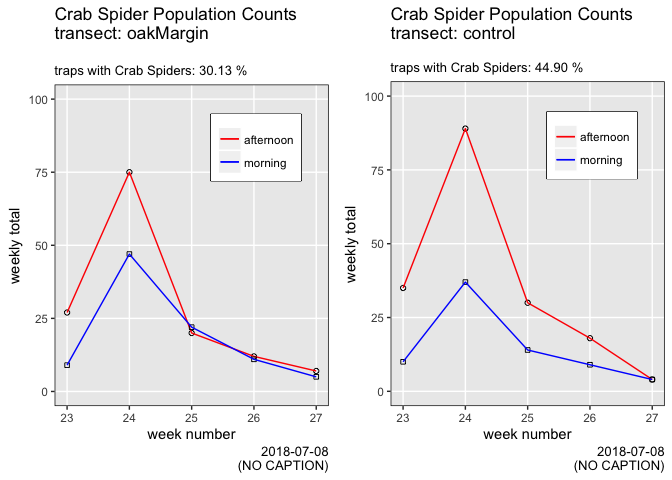 Crab Spider Population Counts
transect: oakMargin
traps with Crab Spiders: 30.13 %
100
75
50
25
0
weekly total
afternoon
morning
23 24 25 26 27
week number
2018-07-08
(NO CAPTION)
Crab Spider Population Counts
transect: control
traps with Crab Spiders: 44.90 %
100
75
50
25
0
weekly total
afternoon
morning
23 24 25 26 27
week number
2018-07-08
(NO CAPTION)